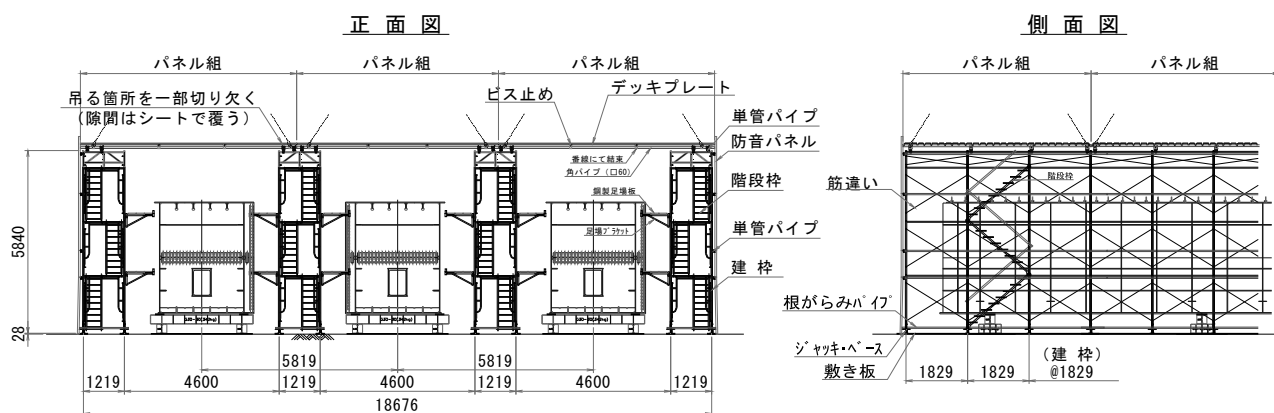 正面図
パネル組
パネル組
パネル組
吊る箇所を一部切り欠く
(隙間はシートで覆う)
ビス止め
デッキプレート
単管パイプ
防音パネル
番線にて結束
角パイプ(口60)
階段枠
鋼製足場板
足場ブラケット
単管パイプ
建枠
5840
28
5819
5819
1219
4600
1219
4600
1219
4600
1219
18676
側面図
パネル組
パネル組
階段枠
筋違い
根がらみパイプ
ジャッキ・ベース
敷き板
1829
1829
(建枠)
@1829